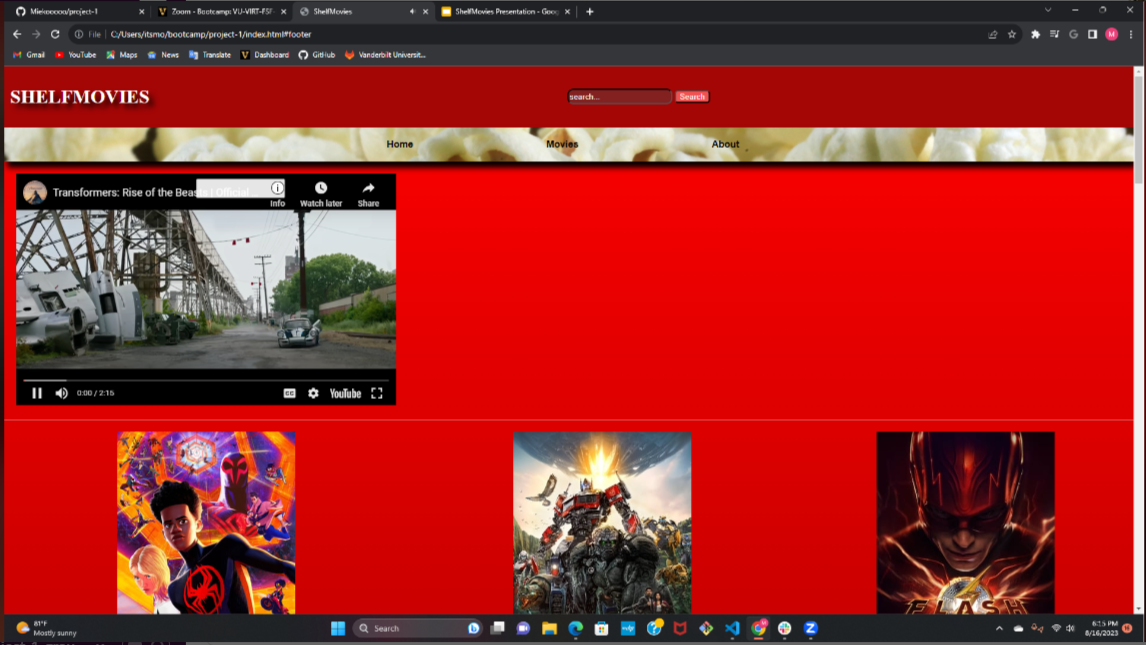 Miekooooo/project-1
Zoom - Bootcamp: VU-VIRT-FSF-
ShelfMovies
ShelfMovies Presentation - Goog
File
C:/Users/itsmo/bootcamp/project-1/index.html#footer
M
Gmail
YouTube
Maps
News
Translate
Dashboard
GitHub
Vanderbilt Universit...
SHELFMOVIES
search...
Search
Home
Movies
About
Transformers: Rise of the Beasts | Official...
Info
Watch later
Share
0:00 / 2:15
CC
YouTube
FLASH
81°F
Mostly sunny
Search
6:15 PM
8/16/2023